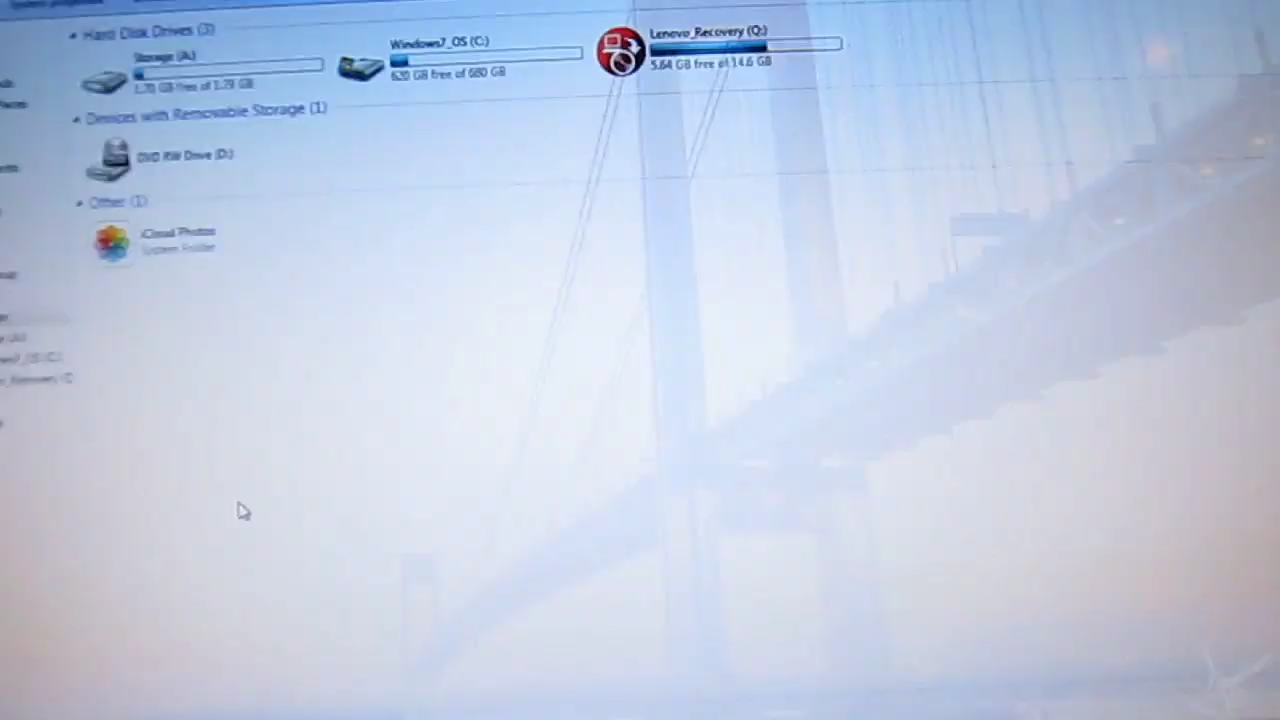 Hard Disk Drives (3)
Storage (A:)
1.70 GB free of 1.79 GB
Windows7_OS (C:)
620 GB free of 680 GB
Lenovo_Recovery (Q:)
5.64 GB free of 14.6 GB
Devices with Removable Storage (1)
DVD RW Drive (D:)
Other (1)
iCloud Photos
System Folder